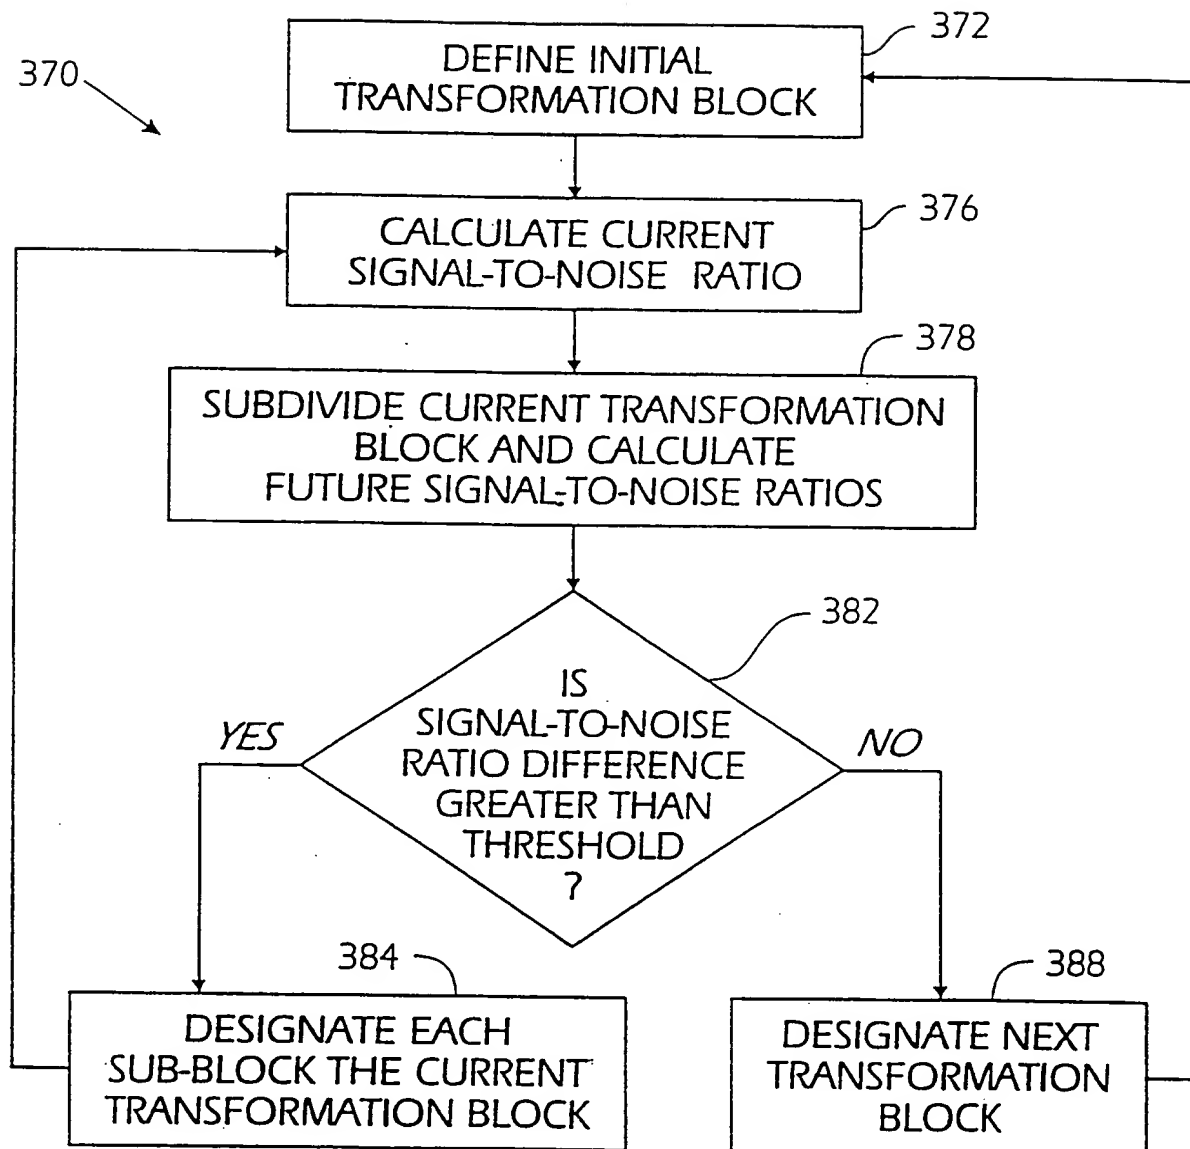 372
370
DEFINE INITIAL
TRANSFORMATION BLOCK
376
CALCULATE CURRENT
SIGNAL-TO-NOISE RATIO
378
SUBDIVIDE CURRENT TRANSFORMATION
BLOCK AND CALCULATE
FUTURE SIGNAL-TO-NOISE RATIOS
382
IS
SIGNAL-TO-NOISE
RATIO DIFFERENCE
GREATER THAN
THRESHOLD
?
YES
NO
384
DESIGNATE EACH
SUB-BLOCK THE CURRENT
TRANSFORMATION BLOCK
388
DESIGNATE NEXT
TRANSFORMATION
BLOCK